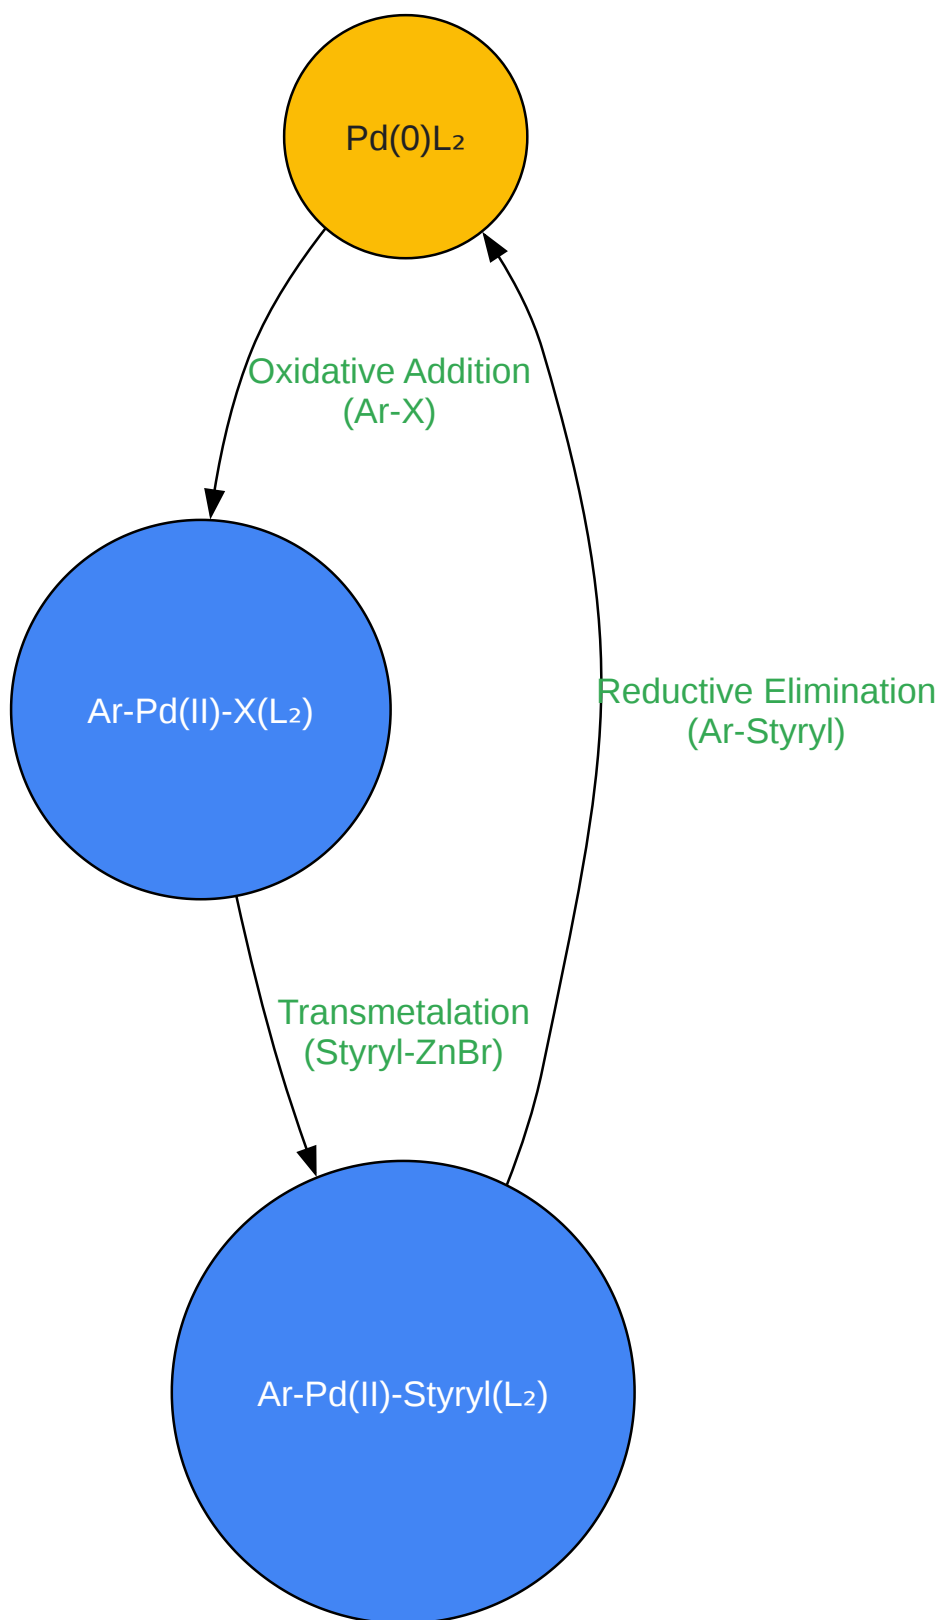 Pd(0)L₂
Oxidative Addition
(Ar-X)
Ar-Pd(II)-X(L₂)
Reductive Elimination
(Ar-Styryl)
Transmetalation
(Styryl-ZnBr)
Ar-Pd(II)-Styryl(L₂)